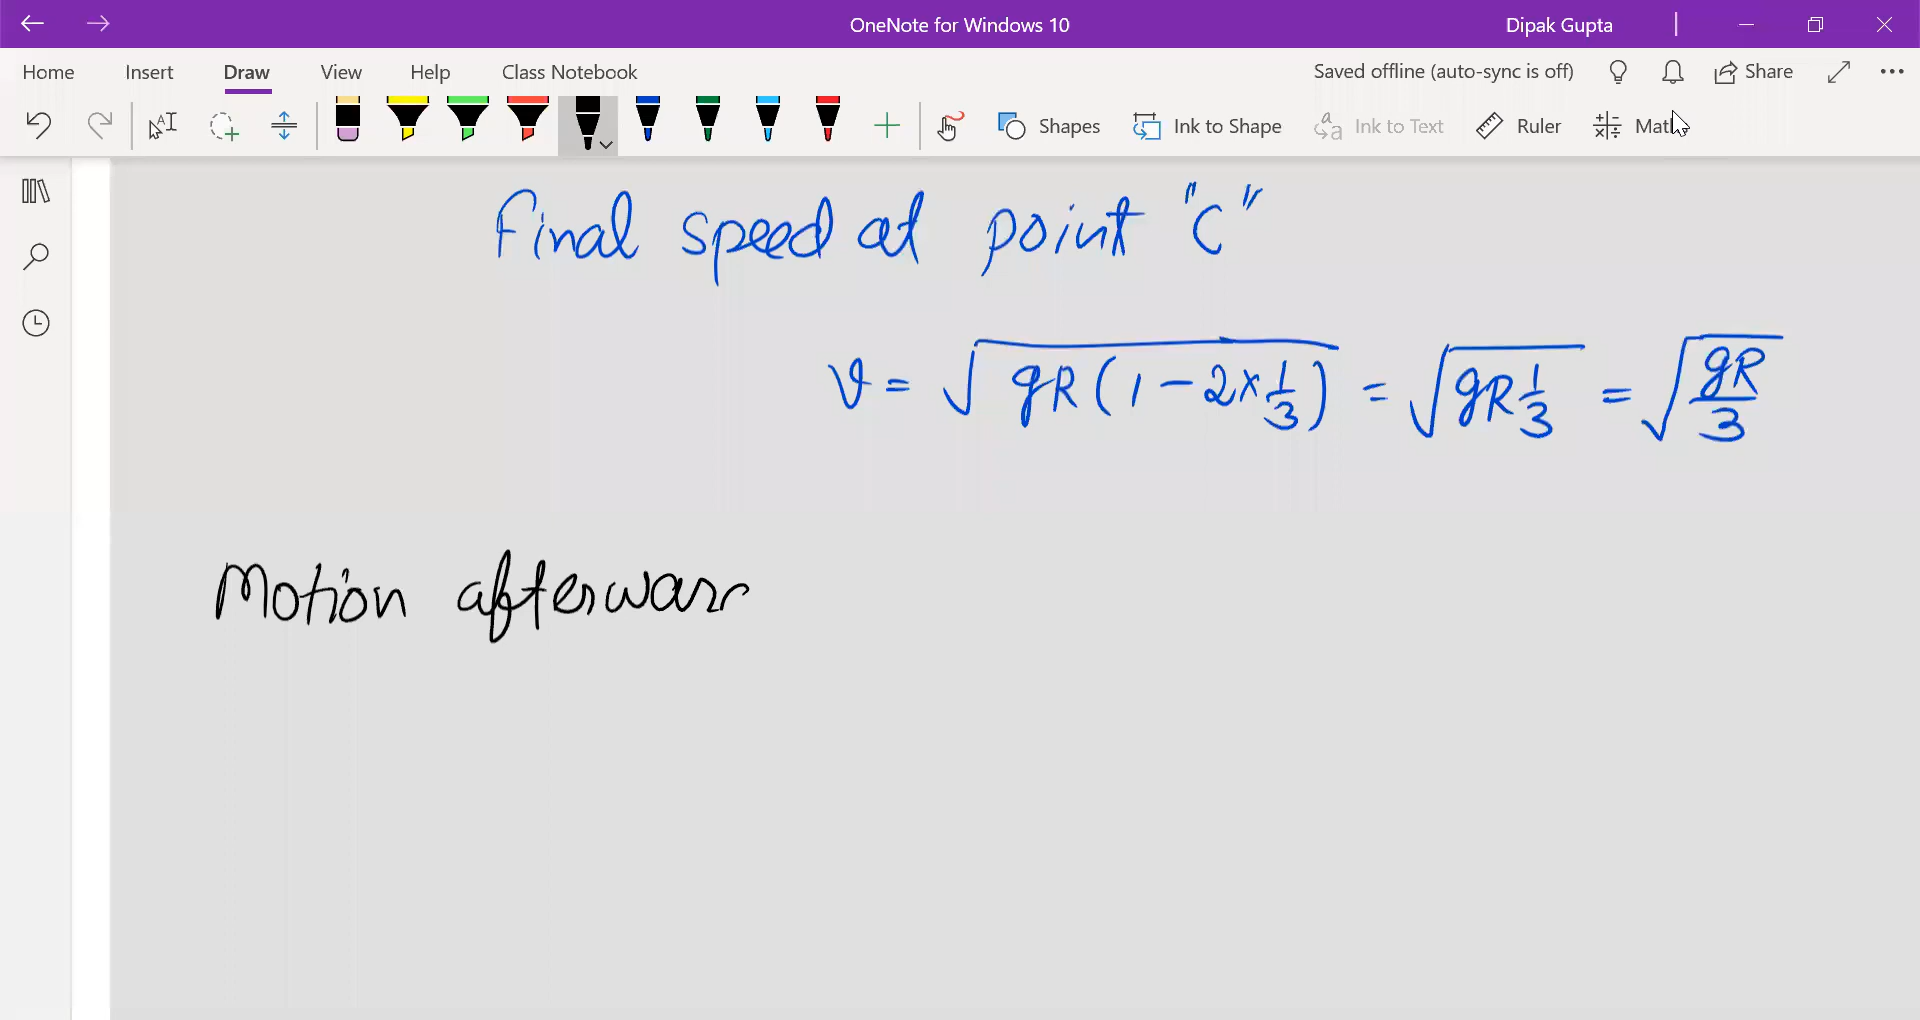 OneNote for Windows 10 Dipak Gupta
Home Insert Draw View Help Class Notebook Saved offline (auto-sync is off) Share
Shapes Ink to Shape Ink to Text Ruler Math
Final speed at point "C"
v = √(gR(1 - 2 × 1/3)) = √(gR 1/3) = √(gR/3)
Motion afterwar